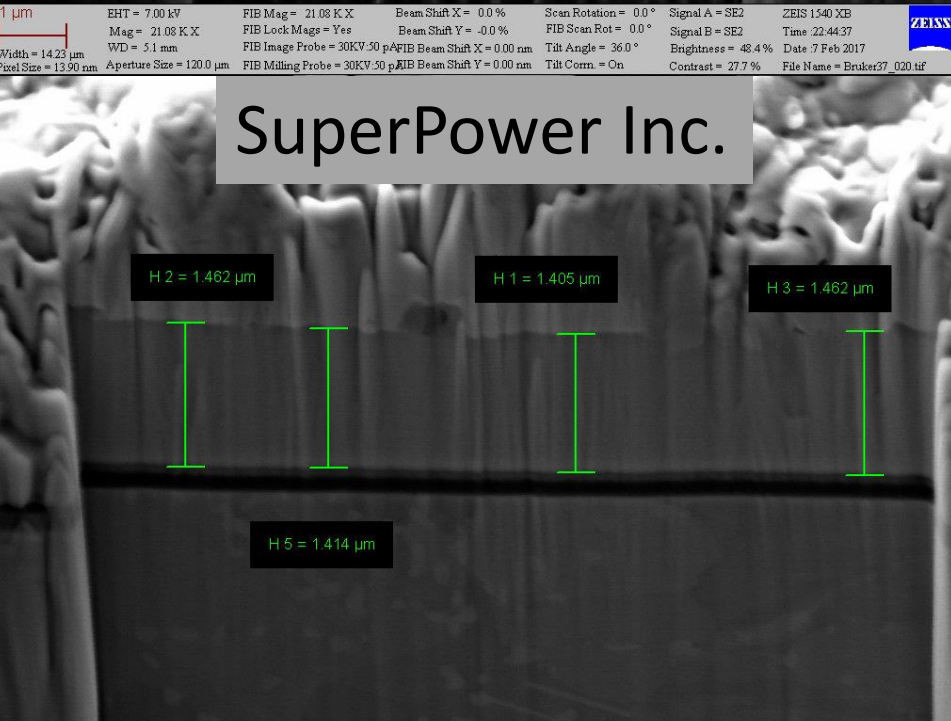 1 µm
Width = 14.23 µm
Pixel Size = 13.90 nm
EHT = 7.00 kV
Mag = 21.08 K X
WD = 5.1 mm
Aperture Size = 120.0 µm
FIB Mag = 21.08 K X
FIB Lock Mags = Yes
FIB Image Probe = 30KV:50 pA
FIB Milling Probe = 30KV:50 pA
Beam Shift X = 0.0 %
Beam Shift Y = -0.0 %
FIB Beam Shift X = 0.00 nm
FIB Beam Shift Y = 0.00 nm
Scan Rotation = 0.0 °
FIB Scan Rot = 0.0 °
Tilt Angle = 36.0 °
Tilt Corrn. = On
Signal A = SE2
Signal B = SE2
Brightness = 48.4 %
Contrast = 27.7 %
ZEIS 1540 XB
Time :22:44:37
Date :7 Feb 2017
File Name = Bruker37_020.tif
ZEISS
SuperPower Inc.
H 2 = 1.462 µm
H 1 = 1.405 µm
H 3 = 1.462 µm
H 5 = 1.414 µm